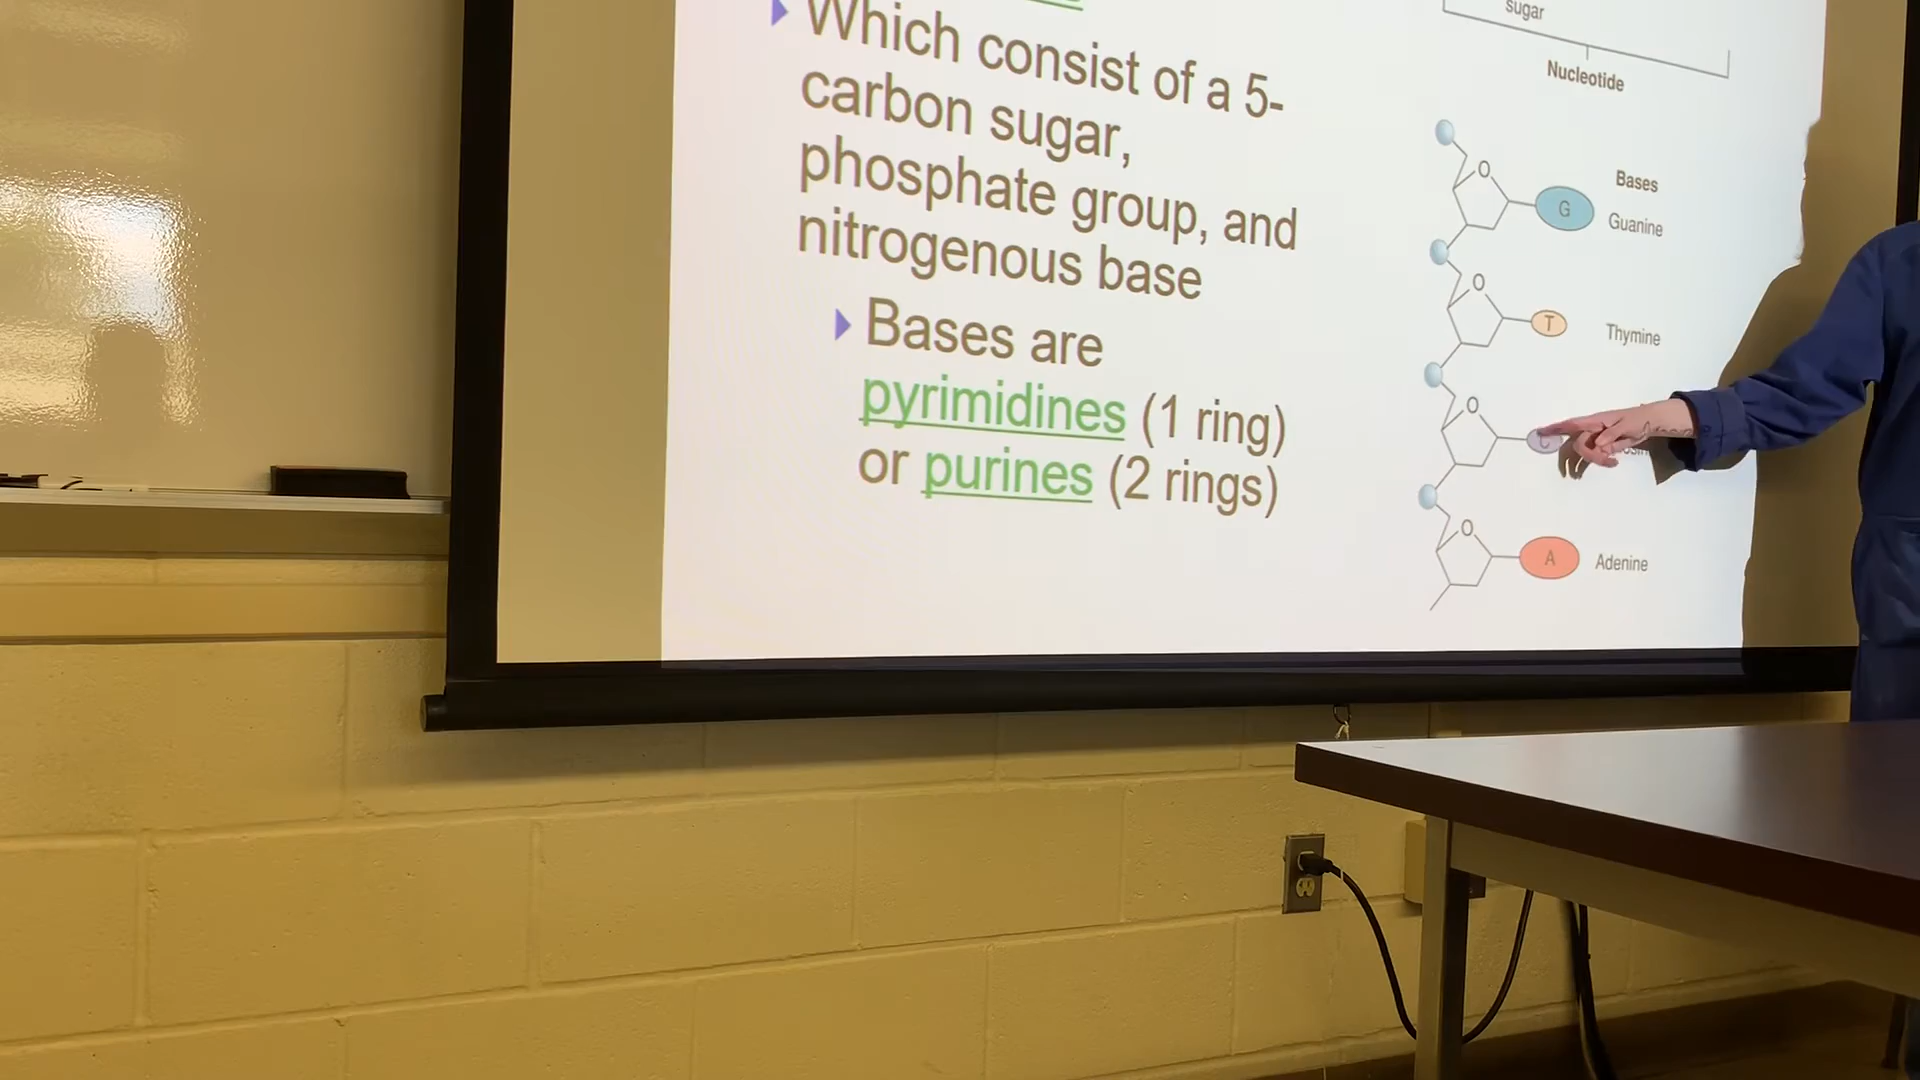 Which consist of a 5-
carbon sugar,
phosphate group, and
nitrogenous base
Bases are
pyrimidines (1 ring)
or purines (2 rings)
sugar
Nucleotide
Bases
O
G
Guanine
O
T
Thymine
O
C
O
A
Adenine